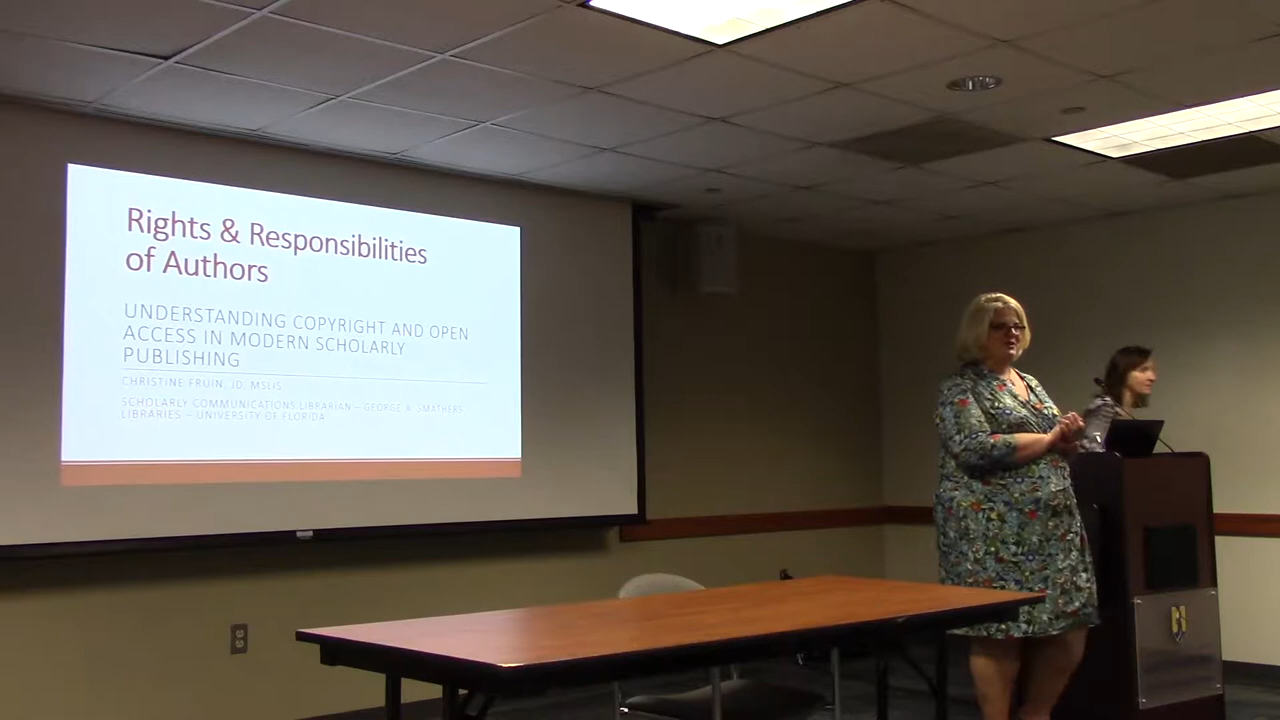 Rights & Responsibilities
of Authors
UNDERSTANDING COPYRIGHT AND OPEN
ACCESS IN MODERN SCHOLARLY
PUBLISHING
CHRISTINE FRUIN, JD, MSLIS
SCHOLARLY COMMUNICATIONS LIBRARIAN – GEORGE A. SMATHERS
LIBRARIES – UNIVERSITY OF FLORIDA